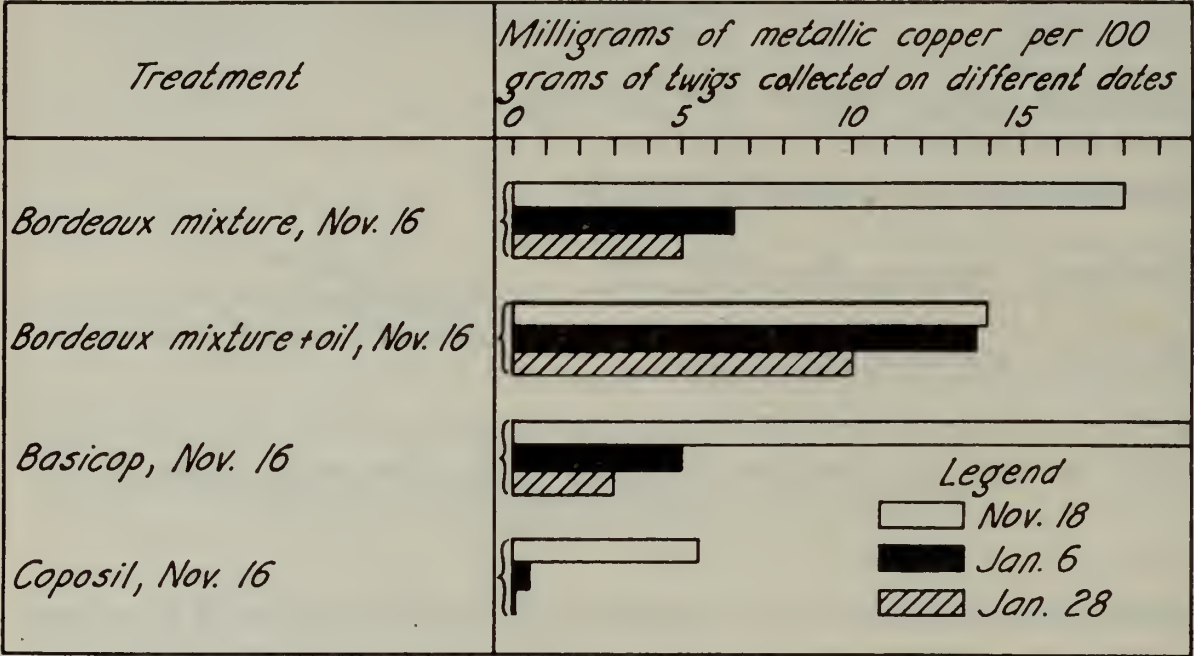 Treatment
Milligrams of metallic copper per 100
grams of twigs collected on different dates
0 5 10 15
Bordeaux mixture, Nov. 16
Bordeaux mixture + oil, Nov. 16
Basicop, Nov. 16
Coposil, Nov. 16
Legend
Nov. 18
Jan. 6
Jan. 28